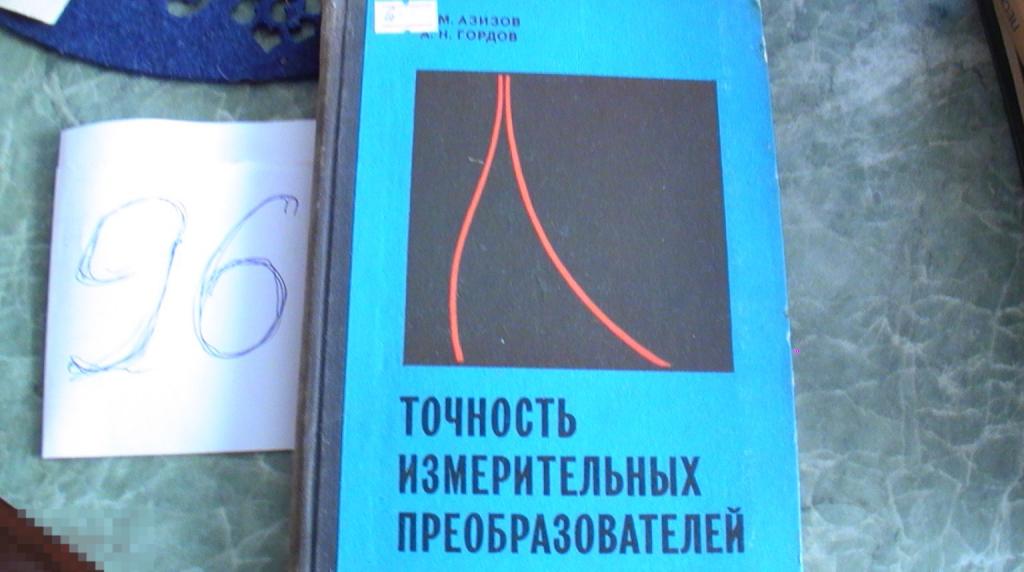 М. АЗИЗОВ
А. Н. ГОРДОВ
96
ТОЧНОСТЬ
ИЗМЕРИТЕЛЬНЫХ
ПРЕОБРАЗОВАТЕЛЕЙ